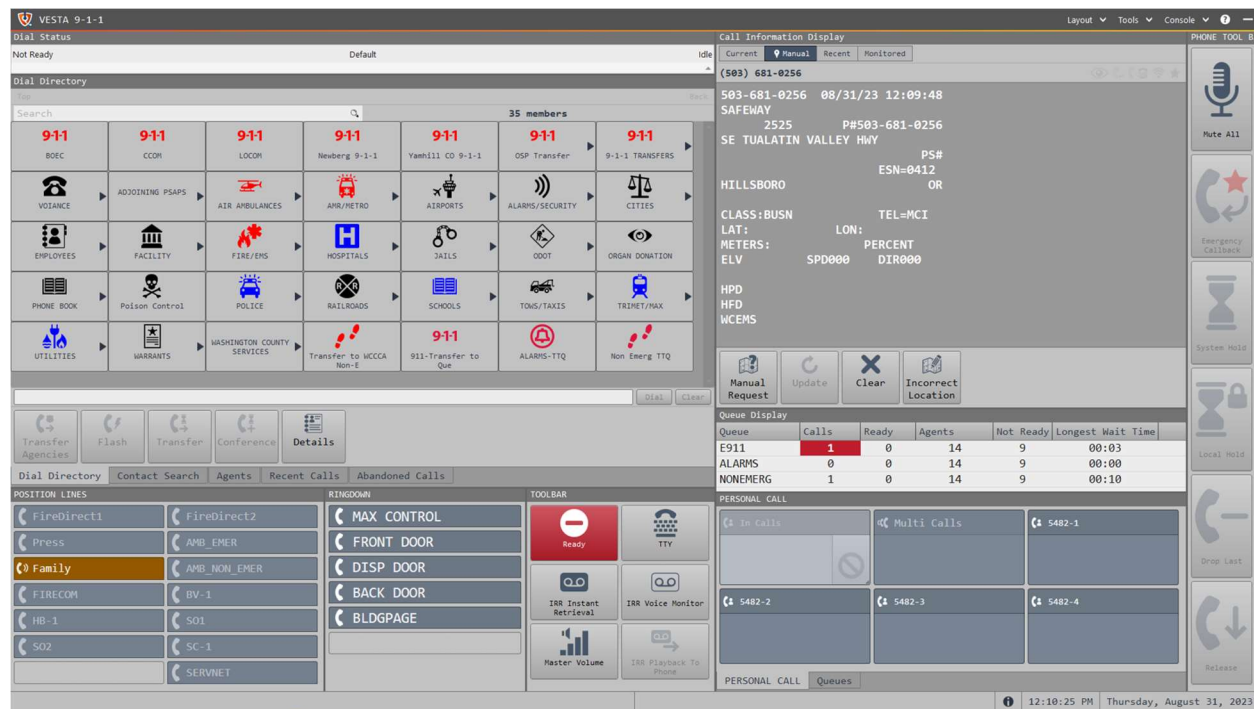 VESTA 9-1-1
Layout Tools Console ?
Dial Status
Not Ready Default Idle
Dial Directory
Top Back
Search 35 members
9-1-1 9-1-1 9-1-1 9-1-1 9-1-1 9-1-1 9-1-1
BOEC CCOM LOCOM Newberg 9-1-1 Yamhill CO 9-1-1 OSP Transfer 9-1-1 TRANSFERS
VOIANCE ADJOINING PSAPS AIR AMBULANCES AMR/METRO AIRPORTS ALARMS/SECURITY CITIES
H
EMPLOYEES FACILITY FIRE/EMS HOSPITALS JAILS ODOT ORGAN DONATION
R R
PHONE BOOK Poison Control POLICE RAILROADS SCHOOLS TOWS/TAXIS TRIMET/MAX
9-1-1
UTILITIES WARRANTS WASHINGTON COUNTY SERVICES Transfer to WCCCA Non-E 911-Transfer to Que ALARMS-TTQ Non Emerg TTQ
Dial Clear
Transfer Agencies Flash Transfer Conference Details
Dial Directory Contact Search Agents Recent Calls Abandoned Calls
POSITION LINES
FireDirect1 FireDirect2
Press AMB_EMER
Family AMB_NON_EMER
FIRECOM BV-1
HB-1 SO1
SO2 SC-1
SERVNET
RINGDOWN
MAX CONTROL
FRONT DOOR
DISP DOOR
BACK DOOR
BLDGPAGE
TOOLBAR
Ready TTY
IRR Instant Retrieval IRR Voice Monitor
Master Volume IRR Playback To Phone
Call Information Display
Current Manual Recent Monitored
(503) 681-0256
503-681-0256 08/31/23 12:09:48
SAFEWAY
2525 P#503-681-0256
SE TUALATIN VALLEY HWY
PS#
ESN=0412
HILLSBORO OR
CLASS:BUSN TEL=MCI
LAT: LON:
METERS: PERCENT
ELV SPD000 DIR000
HPD
HFD
WCEMS
Manual Request Update Clear Incorrect Location
Queue Display
Queue Calls Ready Agents Not Ready Longest Wait Time
E911 1 0 14 9 00:03
ALARMS 0 0 14 9 00:00
NONEMERG 1 0 14 9 00:10
PERSONAL CALL
In Calls Multi Calls 5482-1
5482-2 5482-3 5482-4
PERSONAL CALL Queues
PHONE TOOL B
Mute All
Emergency Callback
System Hold
Local Hold
Drop Last
Release
12:10:25 PM Thursday, August 31, 2023